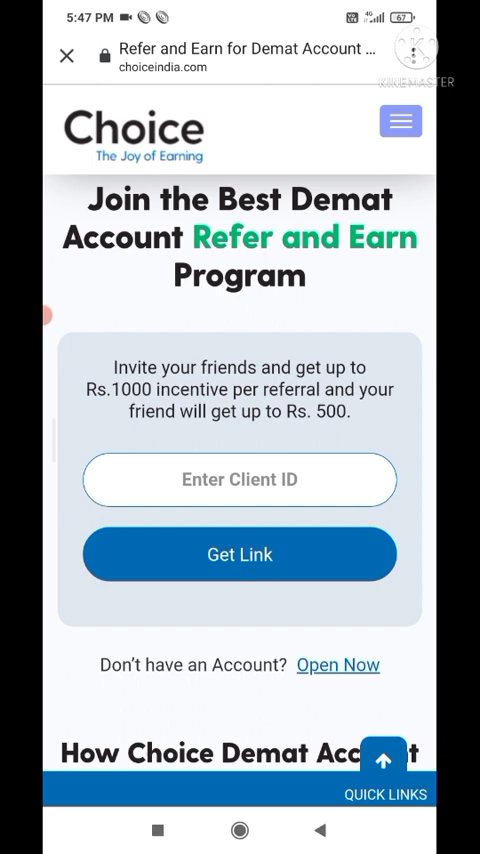 5:47 PM
4G
67
Refer and Earn for Demat Account ...
choiceindia.com
KINEMASTER
Choice
The Joy of Earning
Join the Best Demat
Account Refer and Earn
Program
Invite your friends and get up to
Rs.1000 incentive per referral and your
friend will get up to Rs. 500.
Enter Client ID
Get Link
Don't have an Account? Open Now
How Choice Demat
QUICK LINKS